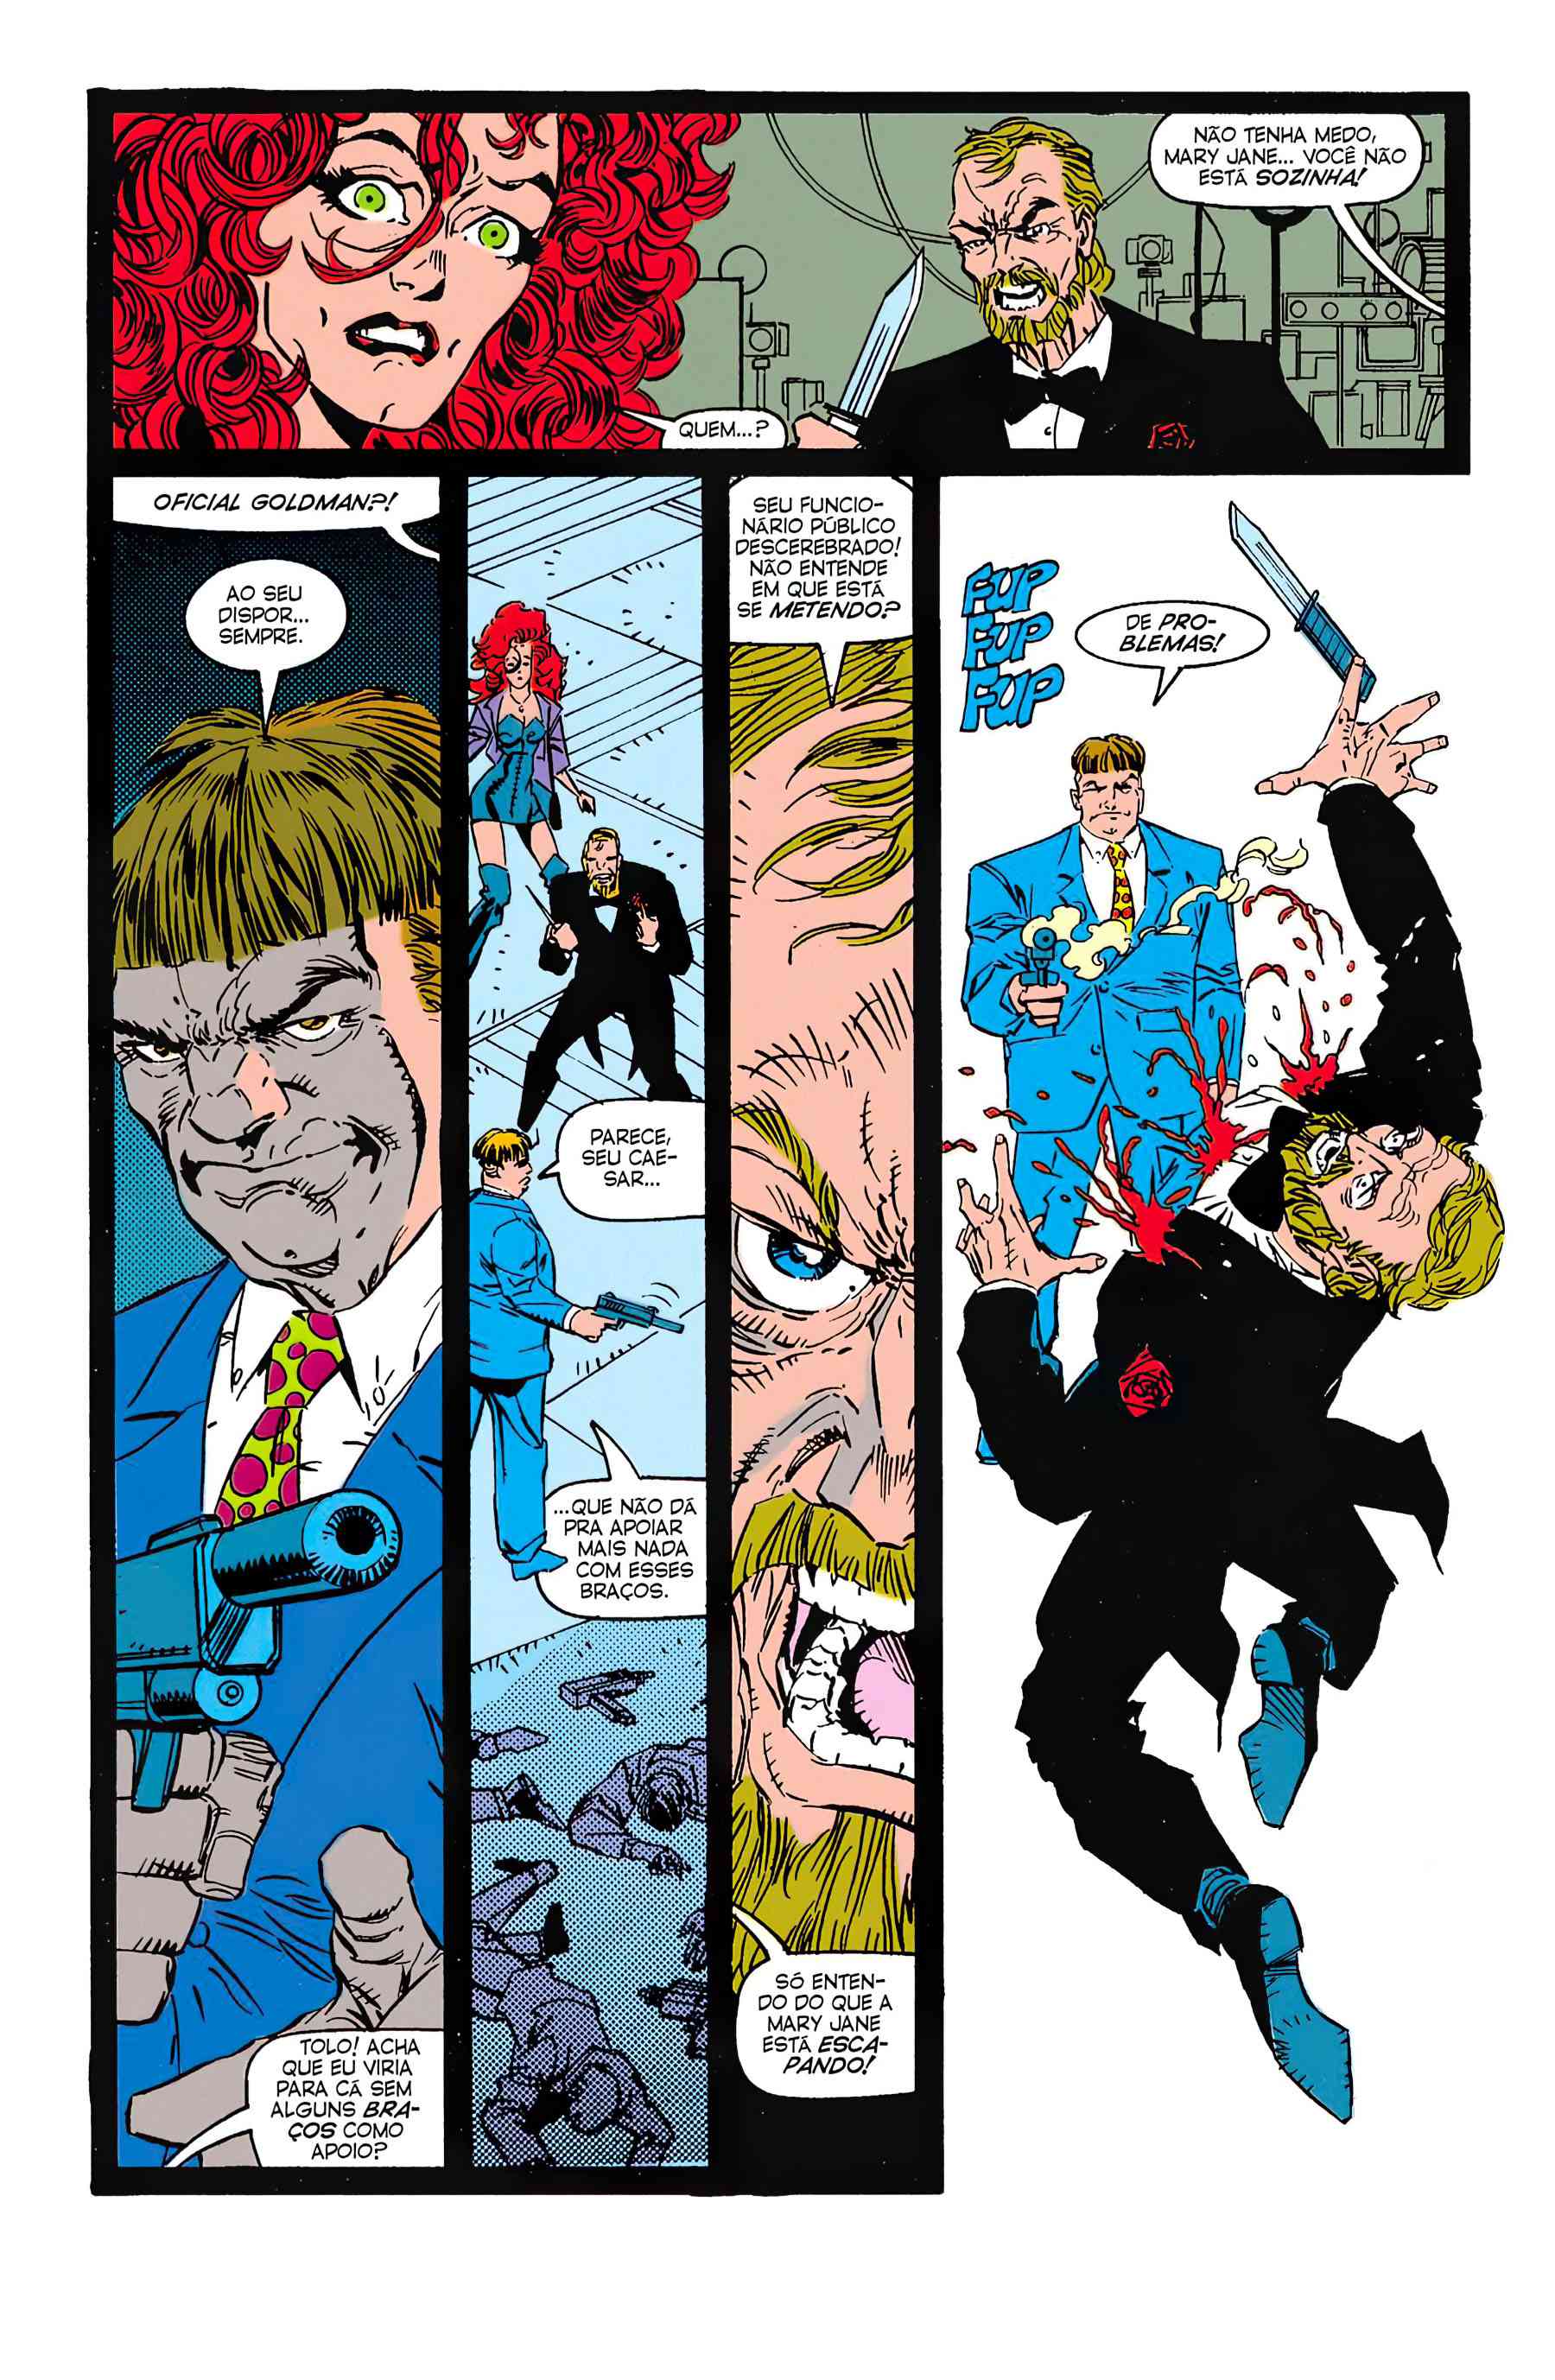 NÃO TENHA MEDO,
MARY JANE... VOCÊ NÃO
ESTÁ SOZINHA!
QUEM...?
OFICIAL GOLDMAN?!
AO SEU
DISPOR...
SEMPRE.
TOLO! ACHA
QUE EU VIRIA
PARA CÁ SEM
ALGUNS BRA-
ÇOS COMO
APOIO?
PARECE,
SEU CAE-
SAR...
...QUE NÃO DÁ
PRA APOIAR
MAIS NADA
COM ESSES
BRAÇOS.
SEU FUNCIO-
NÁRIO PÚBLICO
DESCEREBRADO!
NÃO ENTENDE
EM QUE ESTÁ
SE METENDO?
SÓ ENTEN-
DO DO QUE A
MARY JANE
ESTÁ ESCA-
PANDO!
FUP
FUP
FUP
DE PRO-
BLEMAS!